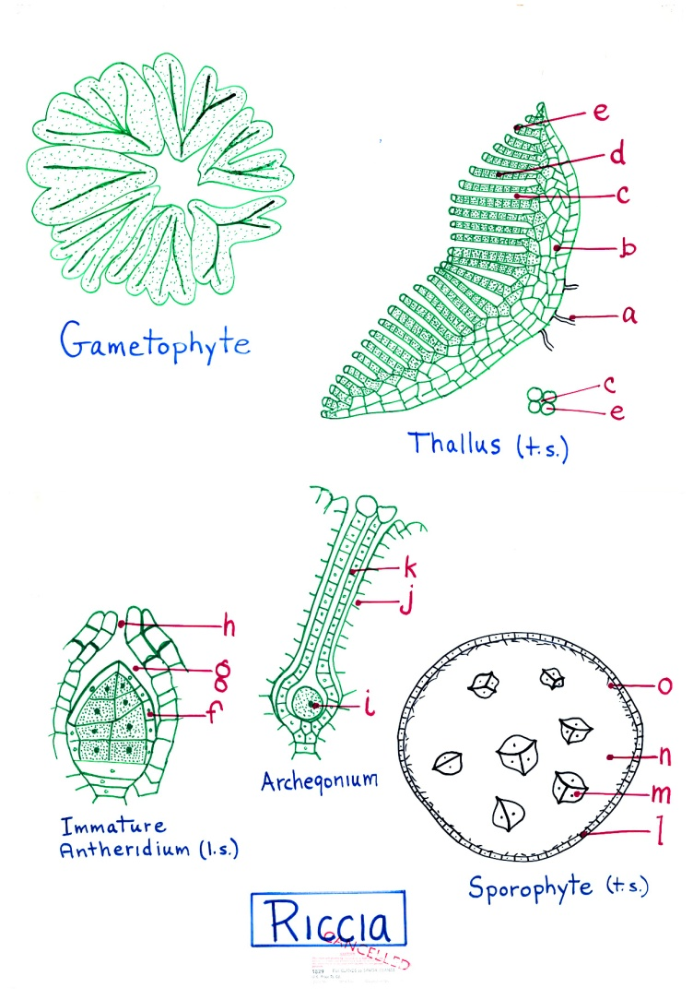 Gametophyte
e
d
c
b
a
c
e
Thallus (t.s.)
h
g
f
Immature
Antheridium (l.s.)
k
j
i
Archegonium
o
n
m
l
Sporophyte (t.s.)
Riccia
CANCELLED